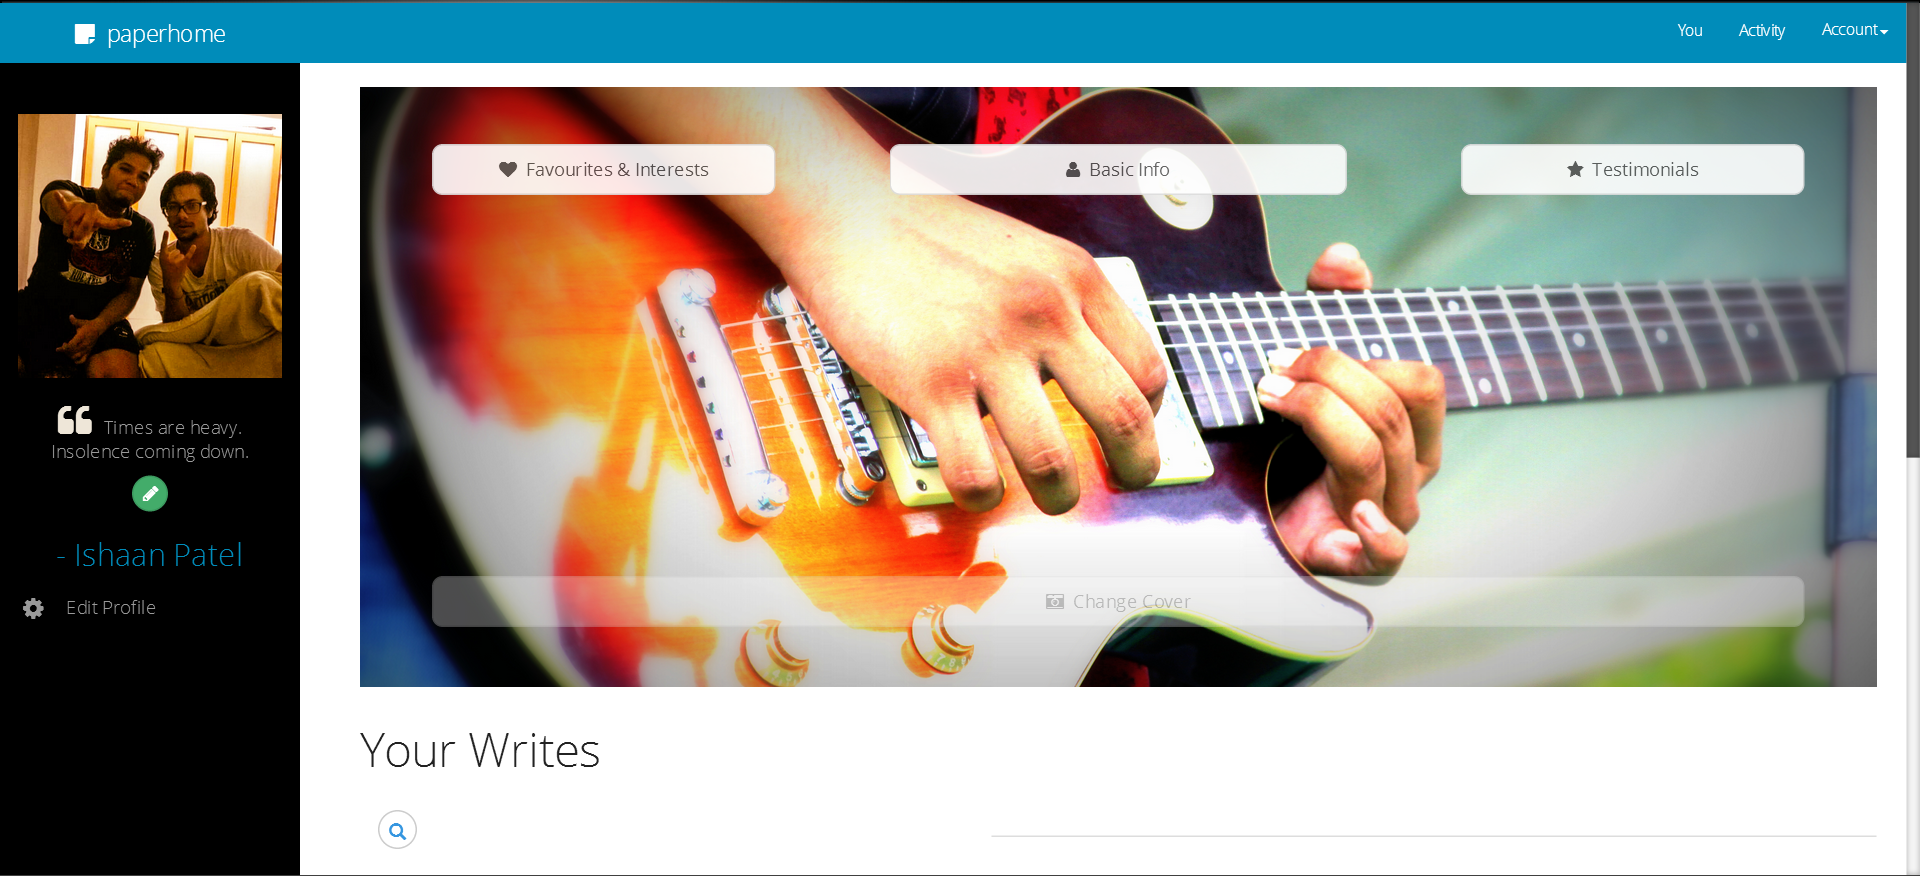 paperhome
You
Activity
Account
Favourites & Interests
Basic Info
Testimonials
Times are heavy.
Insolence coming down.
- Ishaan Patel
Edit Profile
Change Cover
Your Writes